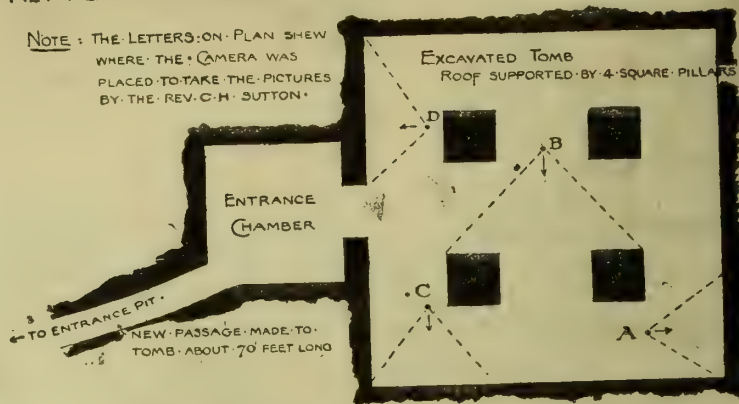 NOTE : THE·LETTERS·ON·PLAN SHEW
WHERE·THE·CAMERA·WAS
PLACED·TO·TAKE·THE·PICTURES
BY·THE·REV. C·H·SUTTON·
EXCAVATED TOMB
ROOF SUPPORTED·BY·4·SQUARE·PILLARS
D
B
ENTRANCE
CHAMBER
C
A
←TO ENTRANCE PIT·
NEW·PASSAGE·MADE·TO·
TOMB·ABOUT·70 FEET LONG